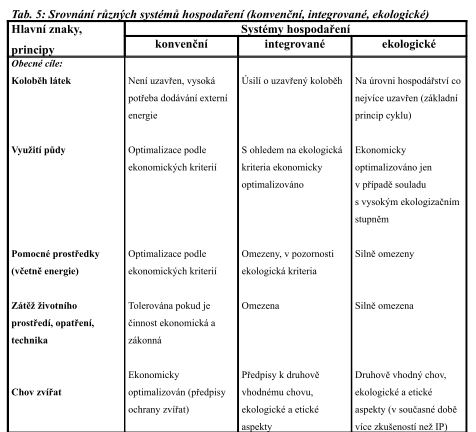 Tab. 5: Srovnání různých systémů hospodaření (konvenční, integrované, ekologické)
Hlavní znaky, principy
Systémy hospodaření
konvenční
integrované
ekologické
Obecné cíle:
Koloběh látek
Není uzavřen, vysoká
potřeba dodávání externí
energie
Úsilí o uzavřený koloběh
Na úrovni hospodářství co
nejvíce uzavřen (základní
princip cyklu)
Využití půdy
Optimalizace podle
ekonomických kriterií
S ohledem na ekologická
kriteria ekonomicky
optimalizováno
Ekonomicky
optimalizováno jen
v případě souladu
s vysokým ekologizačním
stupněm
Pomocné prostředky
(včetně energie)
Optimalizace podle
ekonomických kriterií
Omezeny, v pozornosti
ekologická kriteria
Silně omezeny
Zátěž životního
prostředí, opatření,
technika
Tolerována pokud je
činnost ekonomická a
zákonná
Omezena
Silně omezena
Chov zvířat
Ekonomicky
optimalizován (předpisy
ochrany zvířat)
Předpisy k druhově
vhodnému chovu,
ekologické a etické
aspekty
Druhově vhodný chov,
ekologické a etické
aspekty (v současné době
více zkušeností než IP)